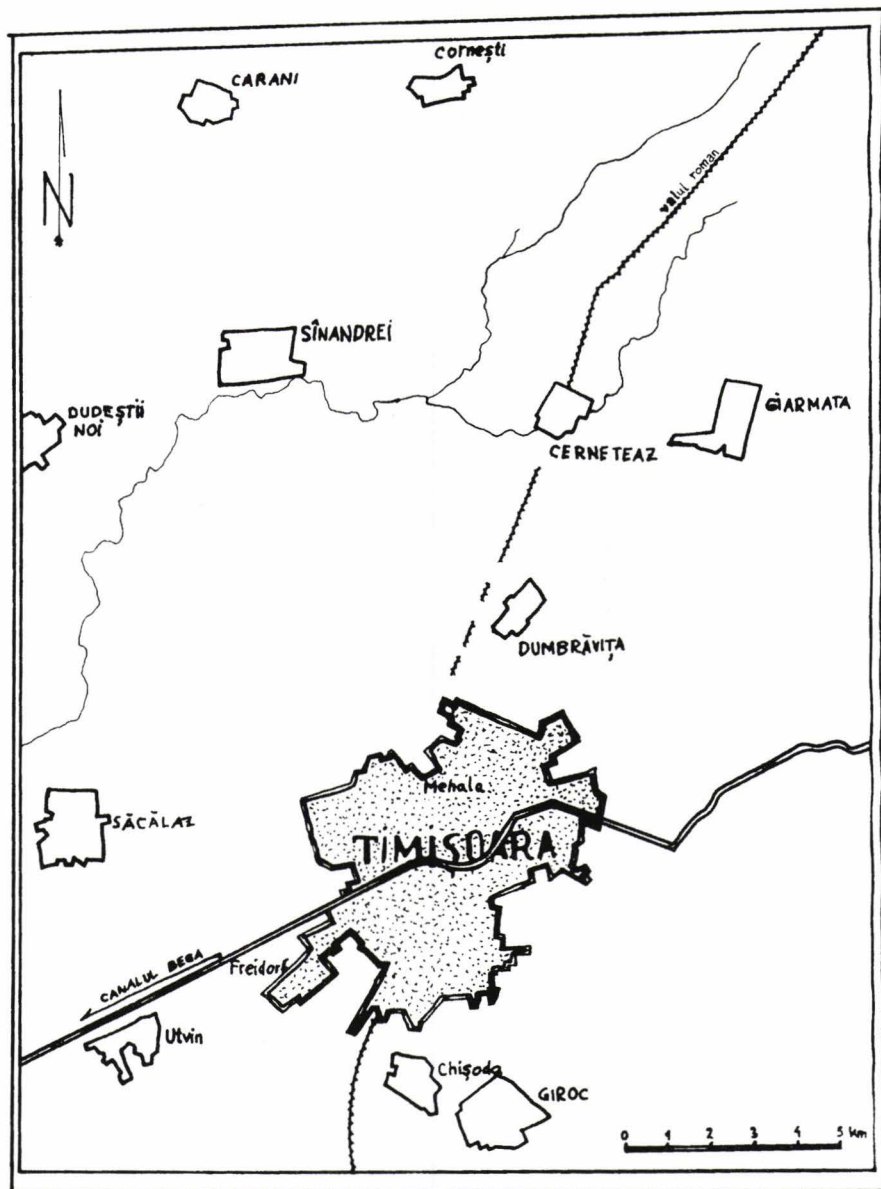 Cornești
CARANI
valul roman
N
SÎNANDREI
DUDEȘTII
NOI
GIARMATA
CERNETEAZ
DUMBRĂVIȚA
Mehala
SĂCĂLAZ
TIMIȘOARA
CANALUL BEGA
Freidorf
Utvin
Chișoda
GIROC
0 1 2 3 4 5 km